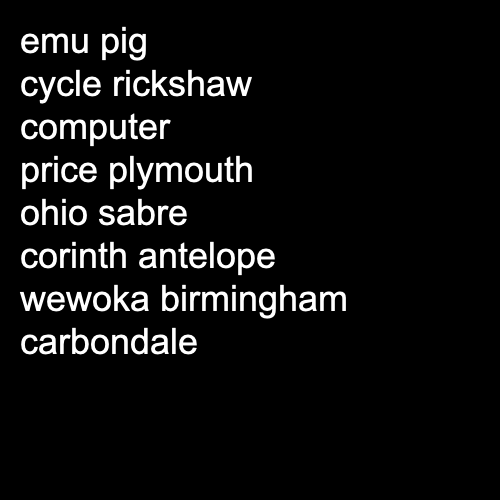 emu pig
cycle rickshaw
computer
price plymouth
ohio sabre
corinth antelope
wewoka birmingham
carbondale